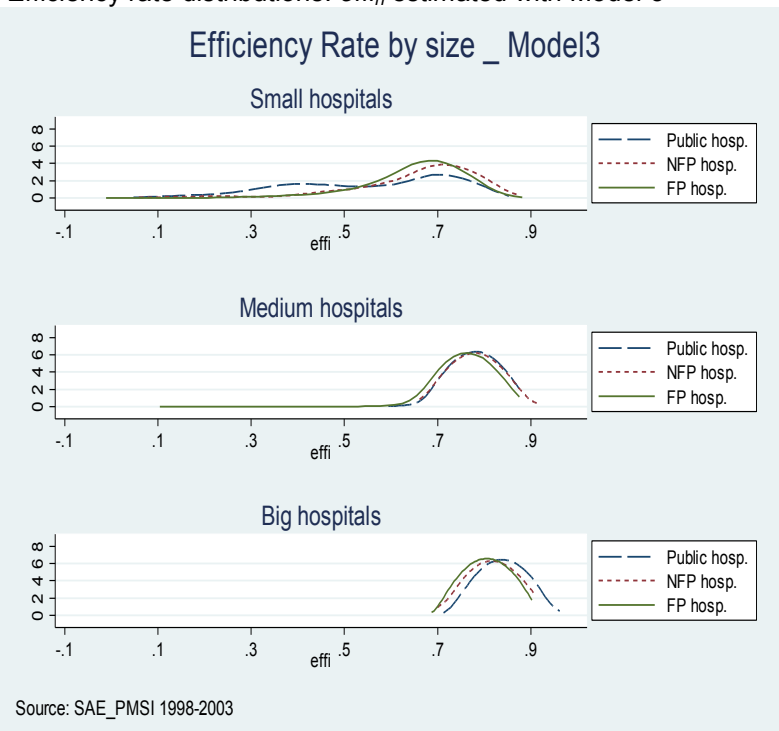 Efficiency rate distributions: effi_it estimated with Model 3
Efficiency Rate by size _ Model3
Small hospitals
0 2 4 6 8
Public hosp.
NFP hosp.
FP hosp.
-.1 .1 .3 .5 .7 .9
effi
Medium hospitals
0 2 4 6 8
Public hosp.
NFP hosp.
FP hosp.
-.1 .1 .3 .5 .7 .9
effi
Big hospitals
0 2 4 6 8
Public hosp.
NFP hosp.
FP hosp.
-.1 .1 .3 .5 .7 .9
effi
Source: SAE_PMSI 1998-2003